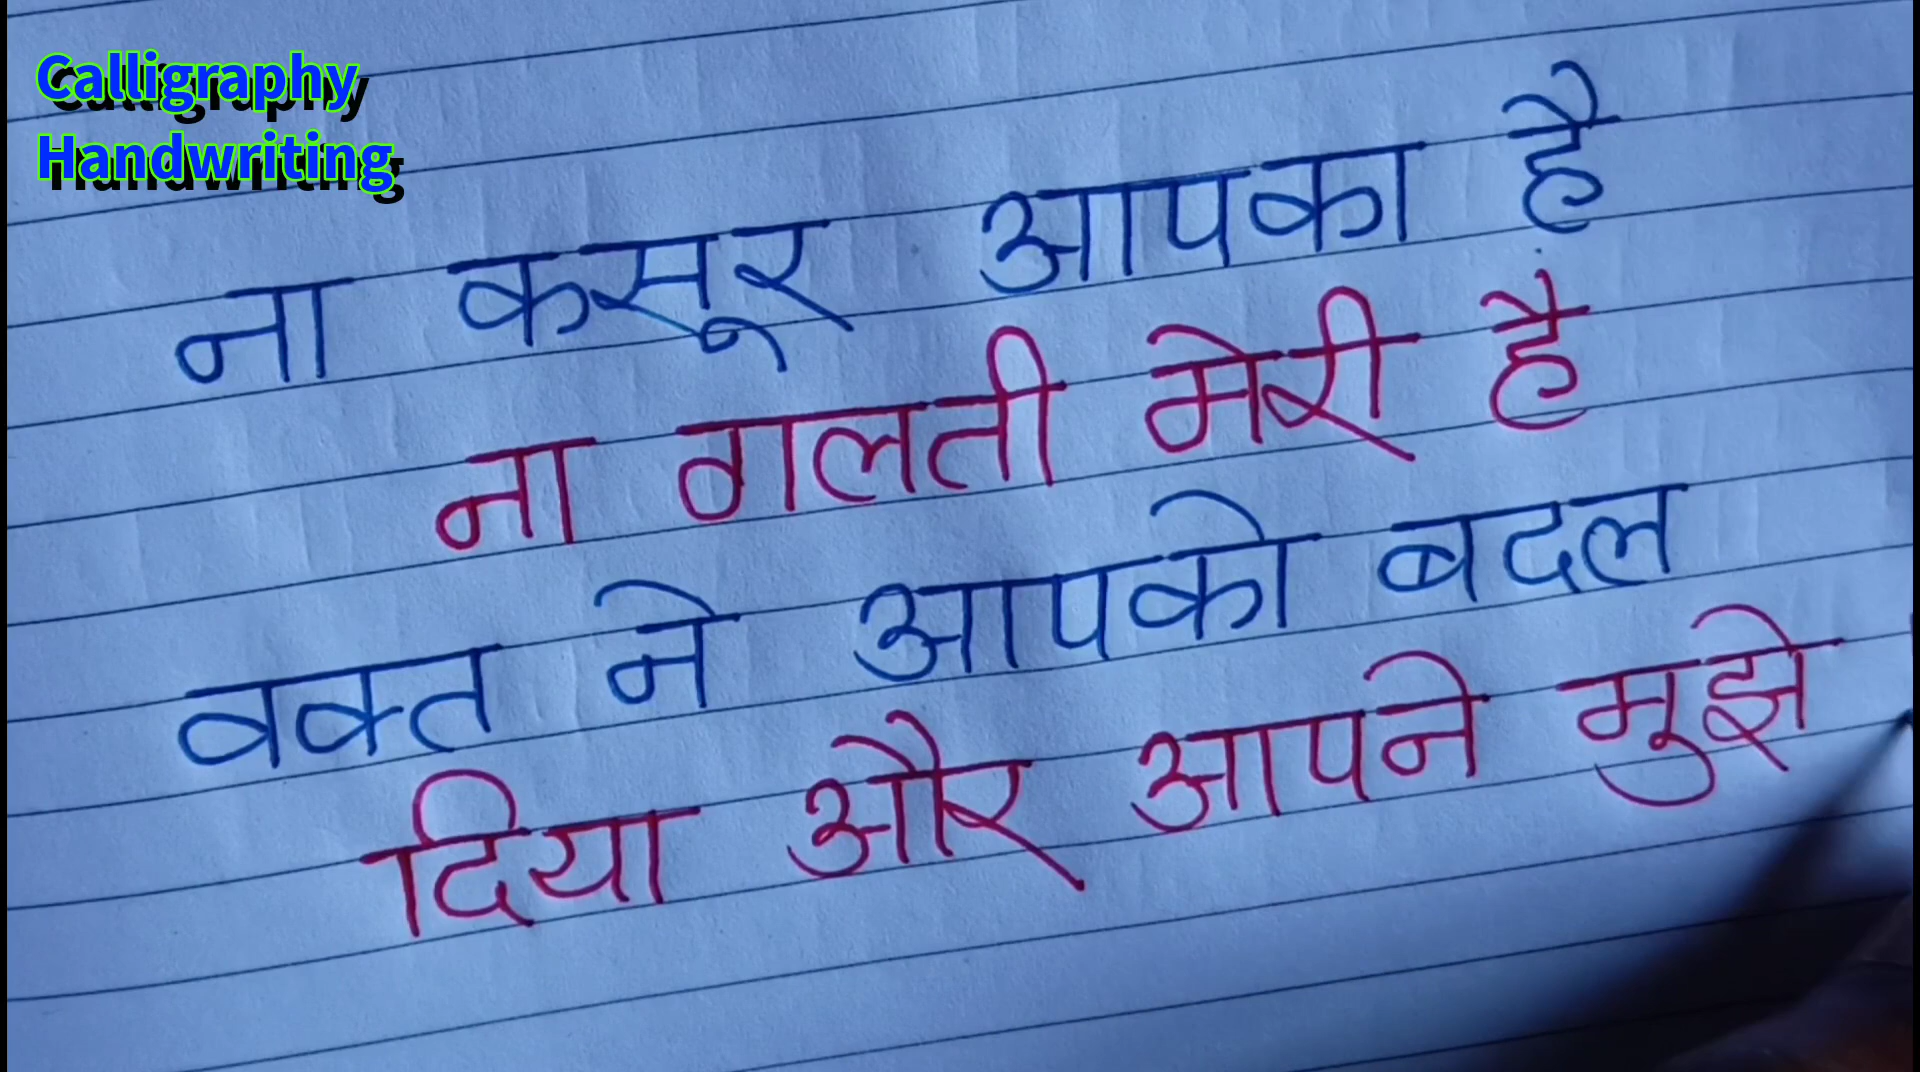 Calligraphy
Handwriting
ना कसूर आपका है
ना गलती मेरी है
वक्त ने आपको बदल
दिया और आपने मुझे